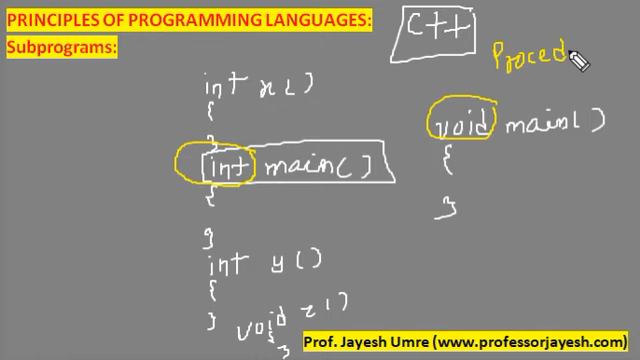 PRINCIPLES OF PROGRAMMING LANGUAGES:
Subprograms:
C++
Proced
int x()
{
}
int main()
{
}
int y()
{
}
void z()
{
}
void main()
{
}
Prof. Jayesh Umre (www.professorjayesh.com)